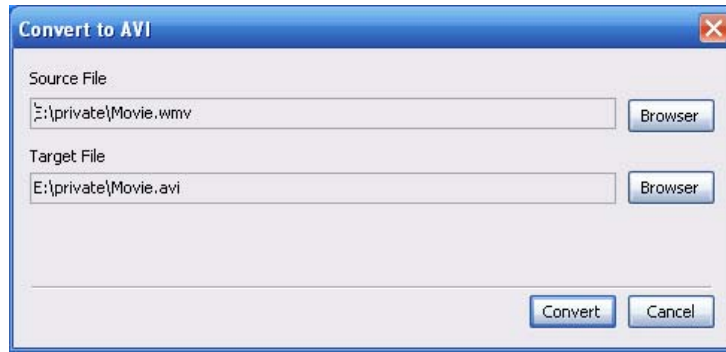 Convert to AVI
Source File
E:\private\Movie.wmv
Browser
Target File
E:\private\Movie.avi
Browser
Convert
Cancel